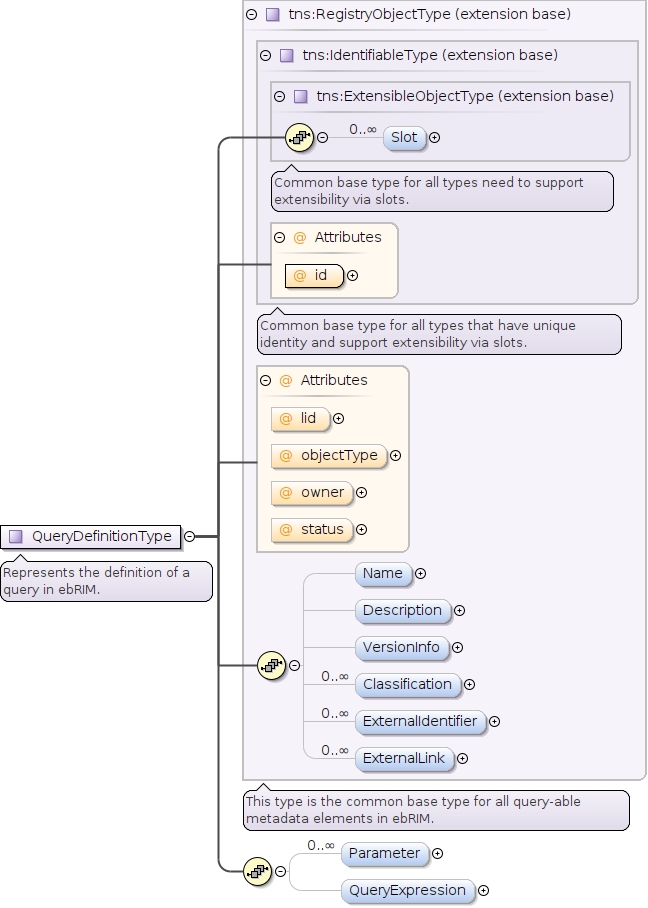 tns:RegistryObjectType (extension base)
tns:IdentifiableType (extension base)
tns:ExtensibleObjectType (extension base)
0..∞
Slot
Common base type for all types need to support
extensibility via slots.
@ Attributes
@ id
Common base type for all types that have unique
identity and support extensibility via slots.
@ Attributes
@ lid
@ objectType
@ owner
@ status
QueryDefinitionType
Represents the definition of a
query in ebRIM.
Name
Description
VersionInfo
0..∞
Classification
0..∞
ExternalIdentifier
0..∞
ExternalLink
This type is the common base type for all query-able
metadata elements in ebRIM.
0..∞
Parameter
QueryExpression